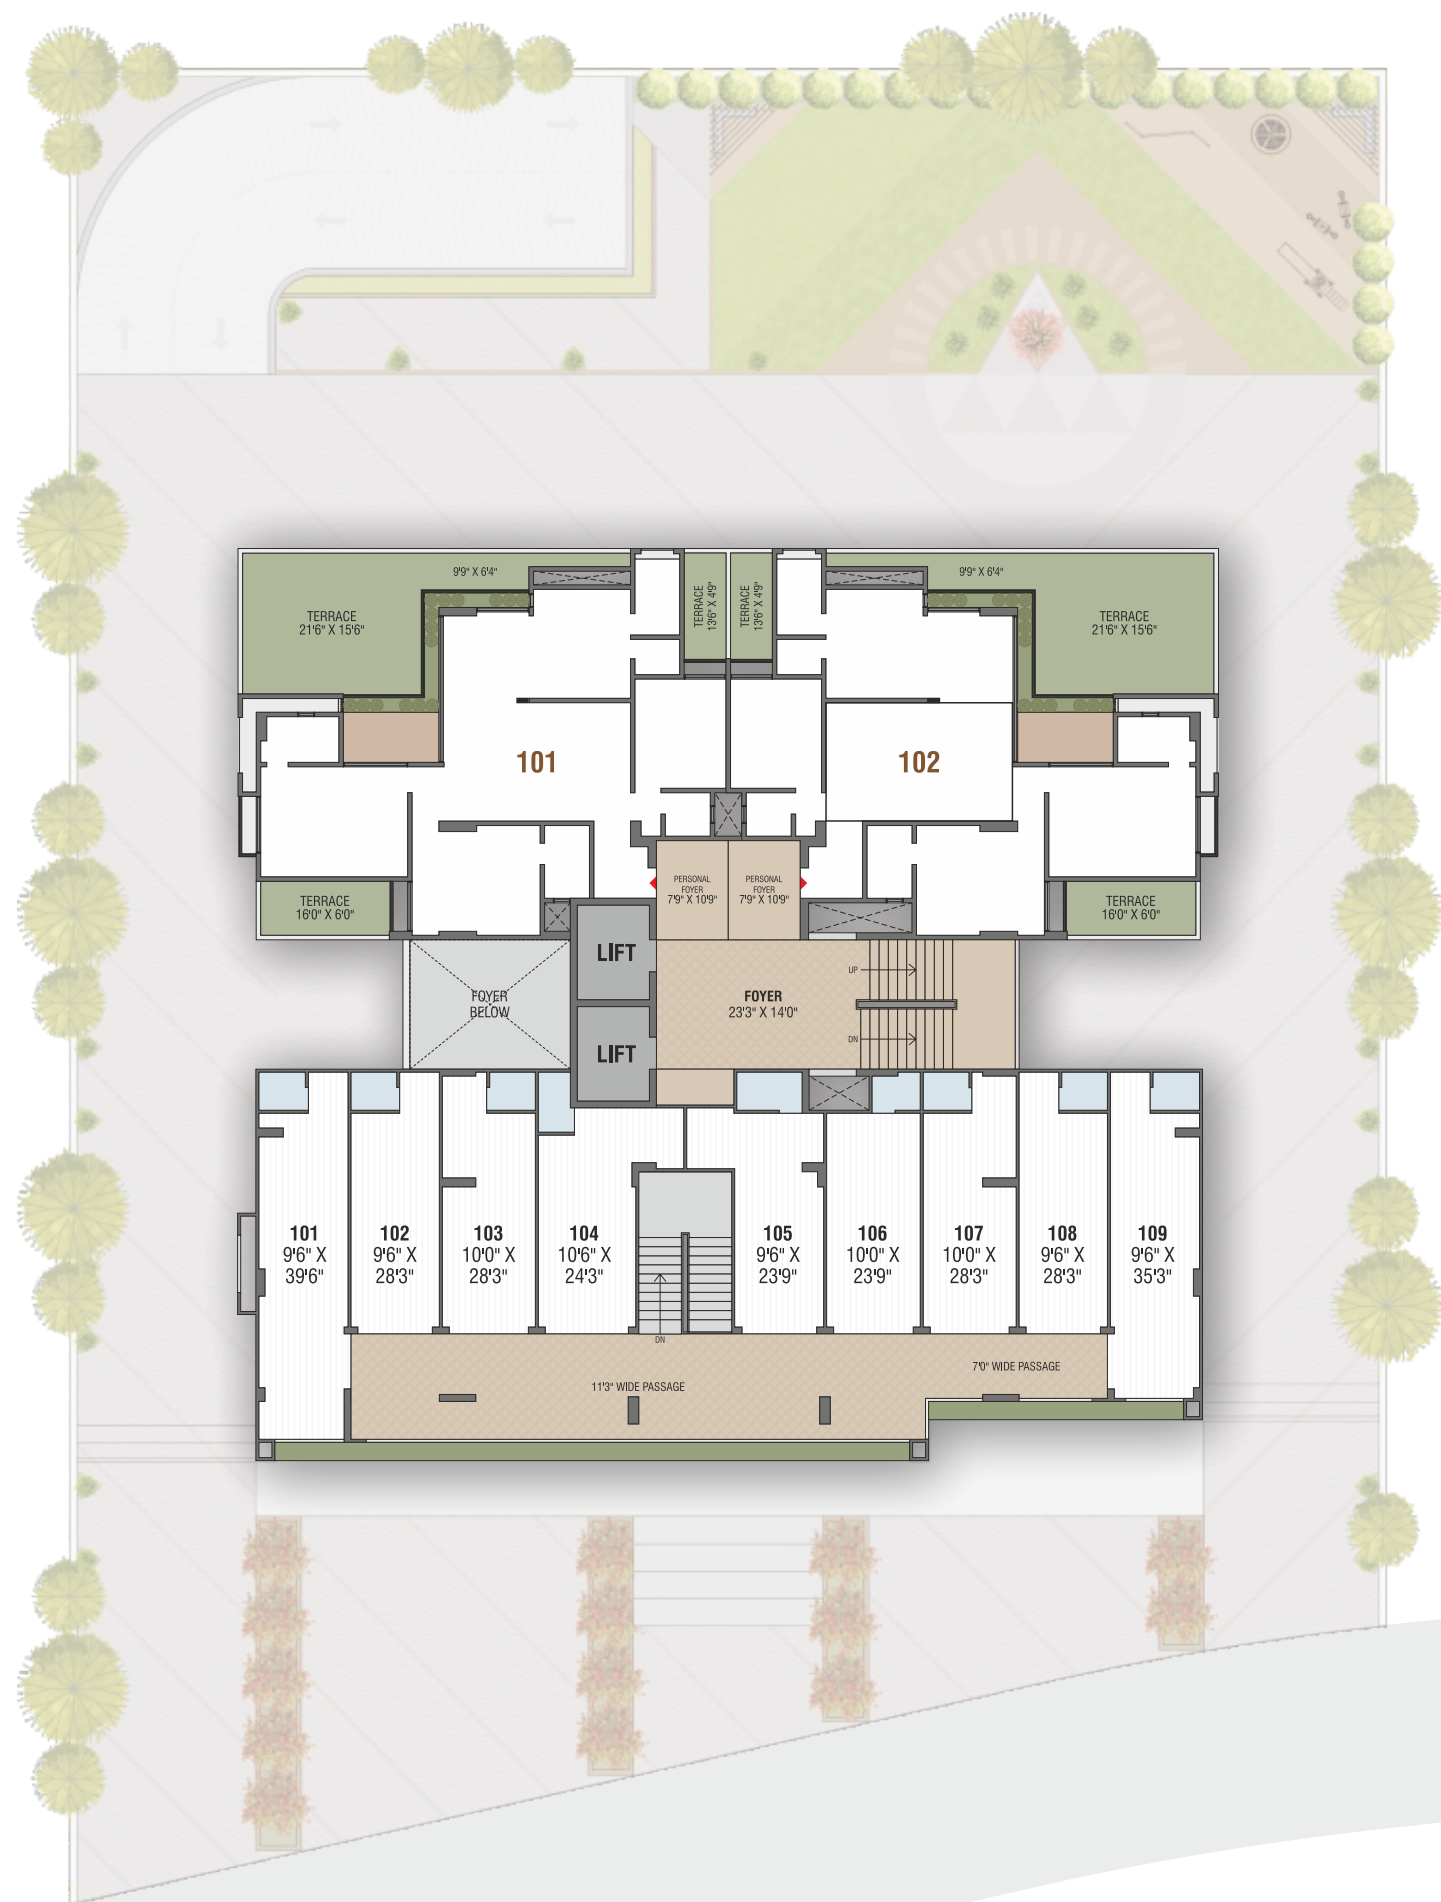 9'9" X 6'4"
9'9" X 6'4"
TERRACE
21'6" X 15'6"
TERRACE
13'6" X 4'9"
TERRACE
13'6" X 4'9"
TERRACE
21'6" X 15'6"
101
102
PERSONAL
FOYER
7'9" X 10'9"
PERSONAL
FOYER
7'9" X 10'9"
TERRACE
16'0" X 6'0"
TERRACE
16'0" X 6'0"
LIFT
UP
FOYER
BELOW
FOYER
23'3" X 14'0"
DN
LIFT
101
9'6" X
39'6"
102
9'6" X
28'3"
103
10'0" X
28'3"
104
10'6" X
24'3"
105
9'6" X
23'9"
106
10'0" X
23'9"
107
10'0" X
28'3"
108
9'6" X
28'3"
109
9'6" X
35'3"
DN
7'0" WIDE PASSAGE
11'3" WIDE PASSAGE